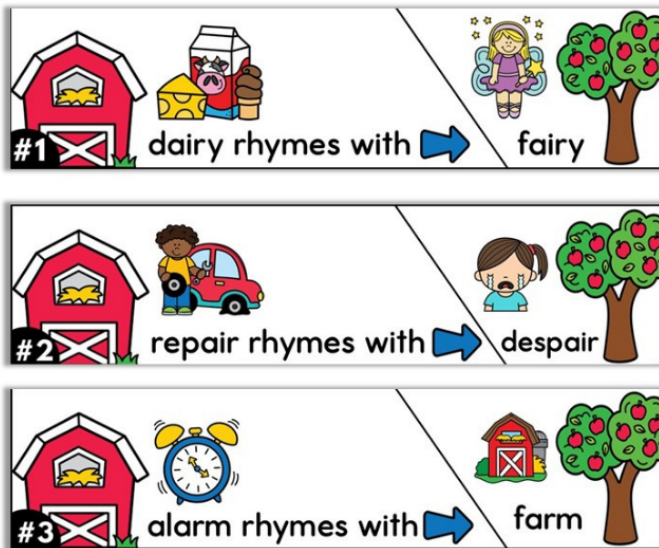 #1 dairy rhymes with fairy
#2 repair rhymes with despair
#3 alarm rhymes with farm